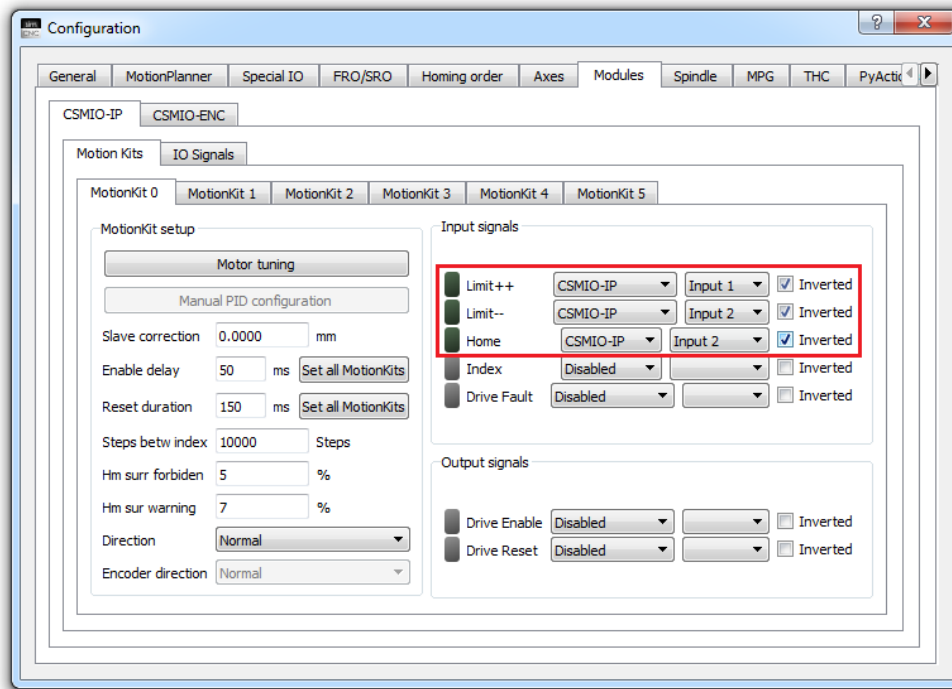 Configuration
General MotionPlanner Special IO FRO/SRO Homing order Axes Modules Spindle MPG THC PyActic
CSMIO-IP CSMIO-ENC
Motion Kits IO Signals
MotionKit 0 MotionKit 1 MotionKit 2 MotionKit 3 MotionKit 4 MotionKit 5
MotionKit setup
Motor tuning
Manual PID configuration
Slave correction 0.0000 mm
Enable delay 50 ms Set all MotionKits
Reset duration 150 ms Set all MotionKits
Steps betw index 10000 Steps
Hm surr forbiden 5 %
Hm sur warning 7 %
Direction Normal
Encoder direction Normal
Input signals
Limit++ CSMIO-IP Input 1 Inverted
Limit-- CSMIO-IP Input 2 Inverted
Home CSMIO-IP Input 2 Inverted
Index Disabled Inverted
Drive Fault Disabled Inverted
Output signals
Drive Enable Disabled Inverted
Drive Reset Disabled Inverted